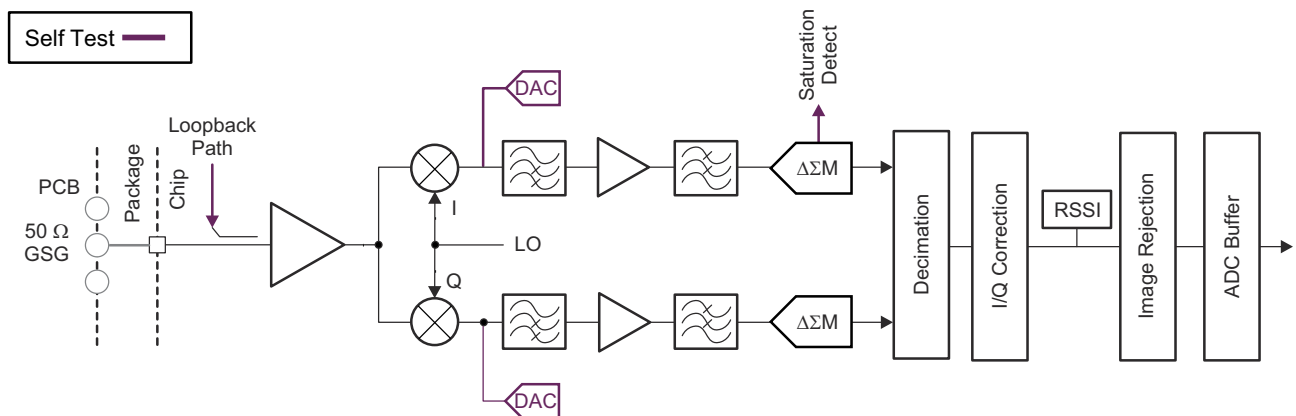 Self Test
DAC
Saturation
Detect
Loopback
Path
PCB
Package
Chip
50 Ω
GSG
I
LO
Q
ΔΣM
RSSI
Decimation
I/Q Correction
Image Rejection
ADC Buffer
ΔΣM
DAC